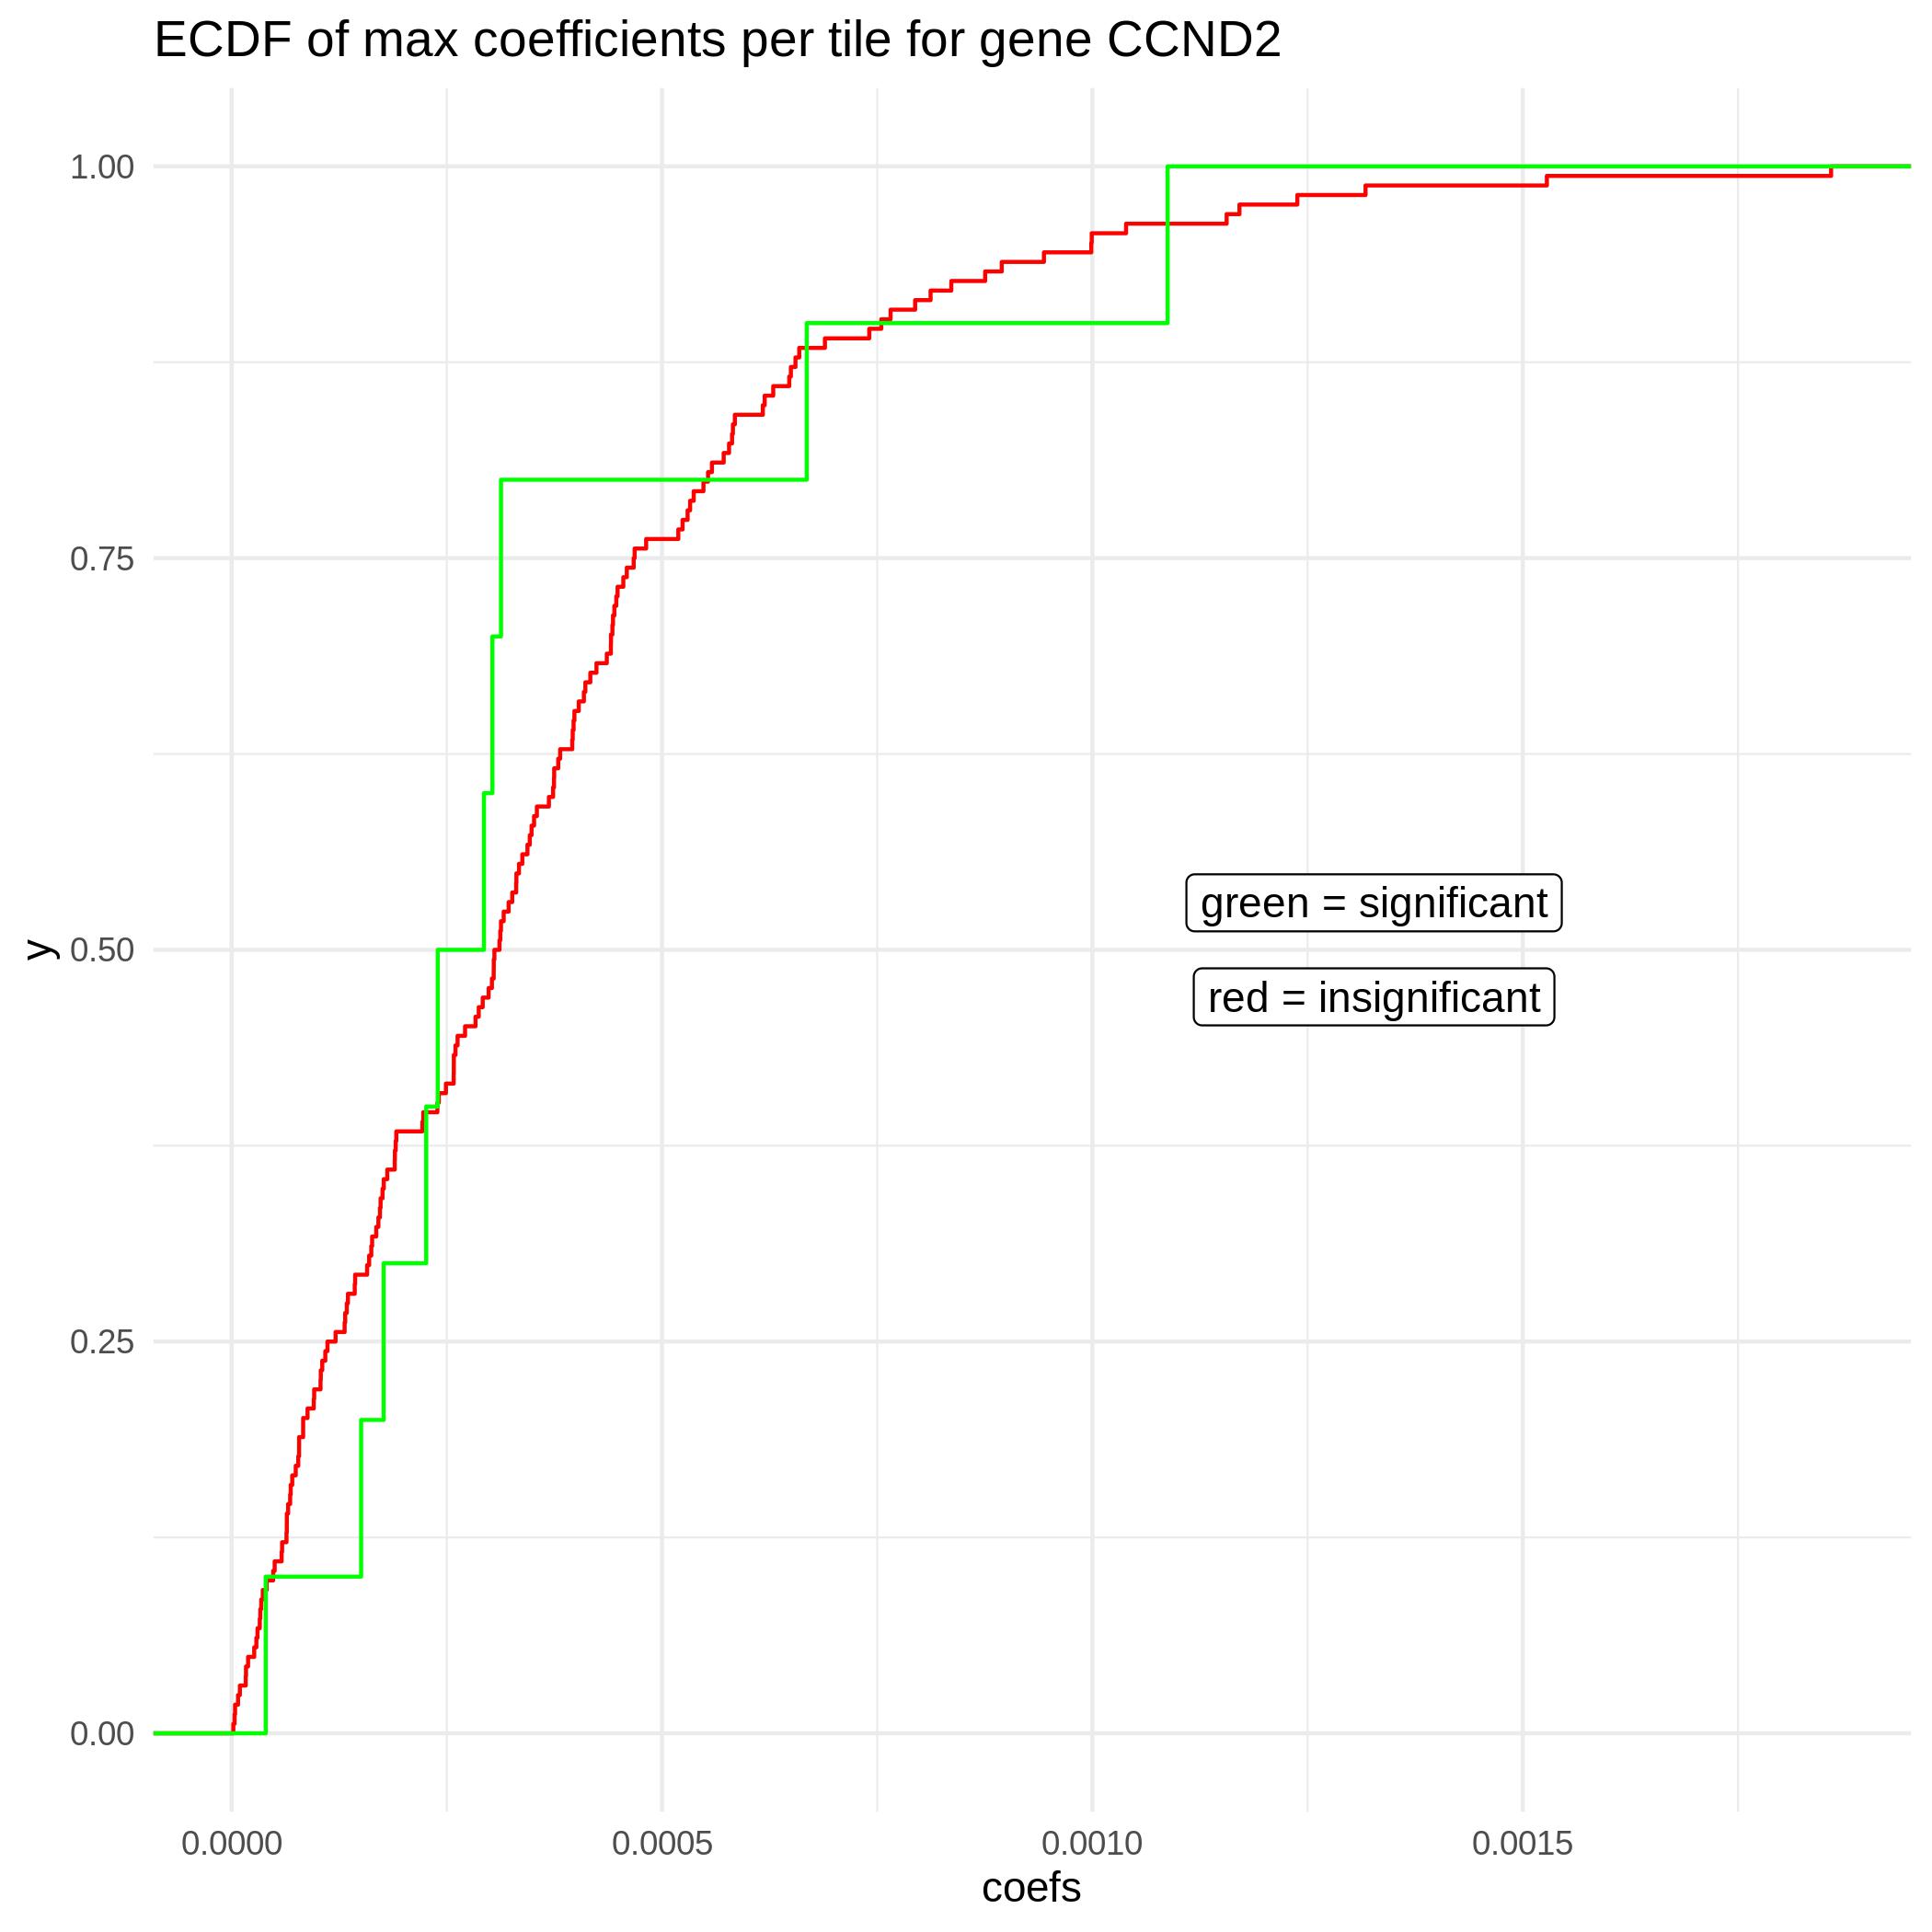 ECDF of max coefficients per tile for gene CCND2
1.00
0.75
0.50
0.25
0.00
y
green = significant
red = insignificant
0.0000 0.0005 0.0010 0.0015
coefs